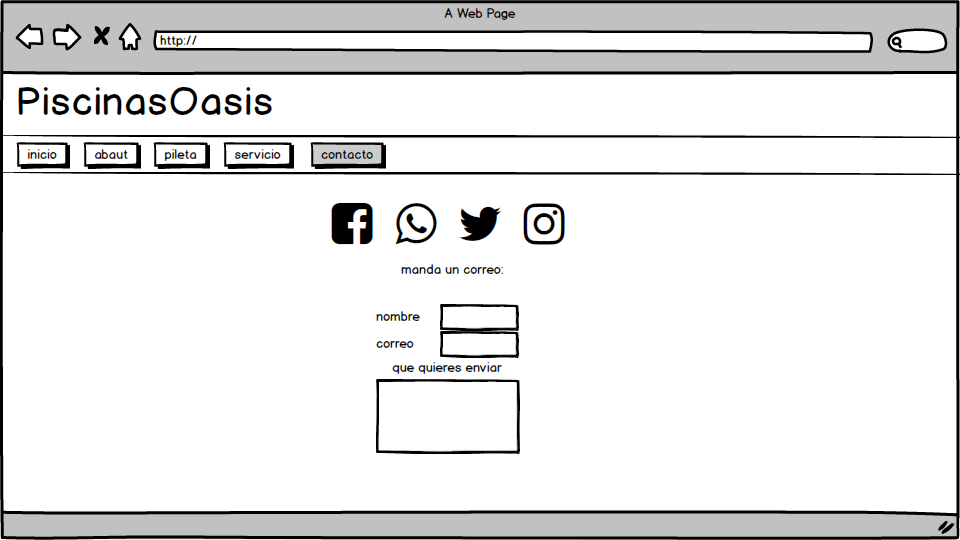 A Web Page
http://
PiscinasOasis
inicio abaut pileta servicio contacto
manda un correo:
nombre
correo
que quieres enviar